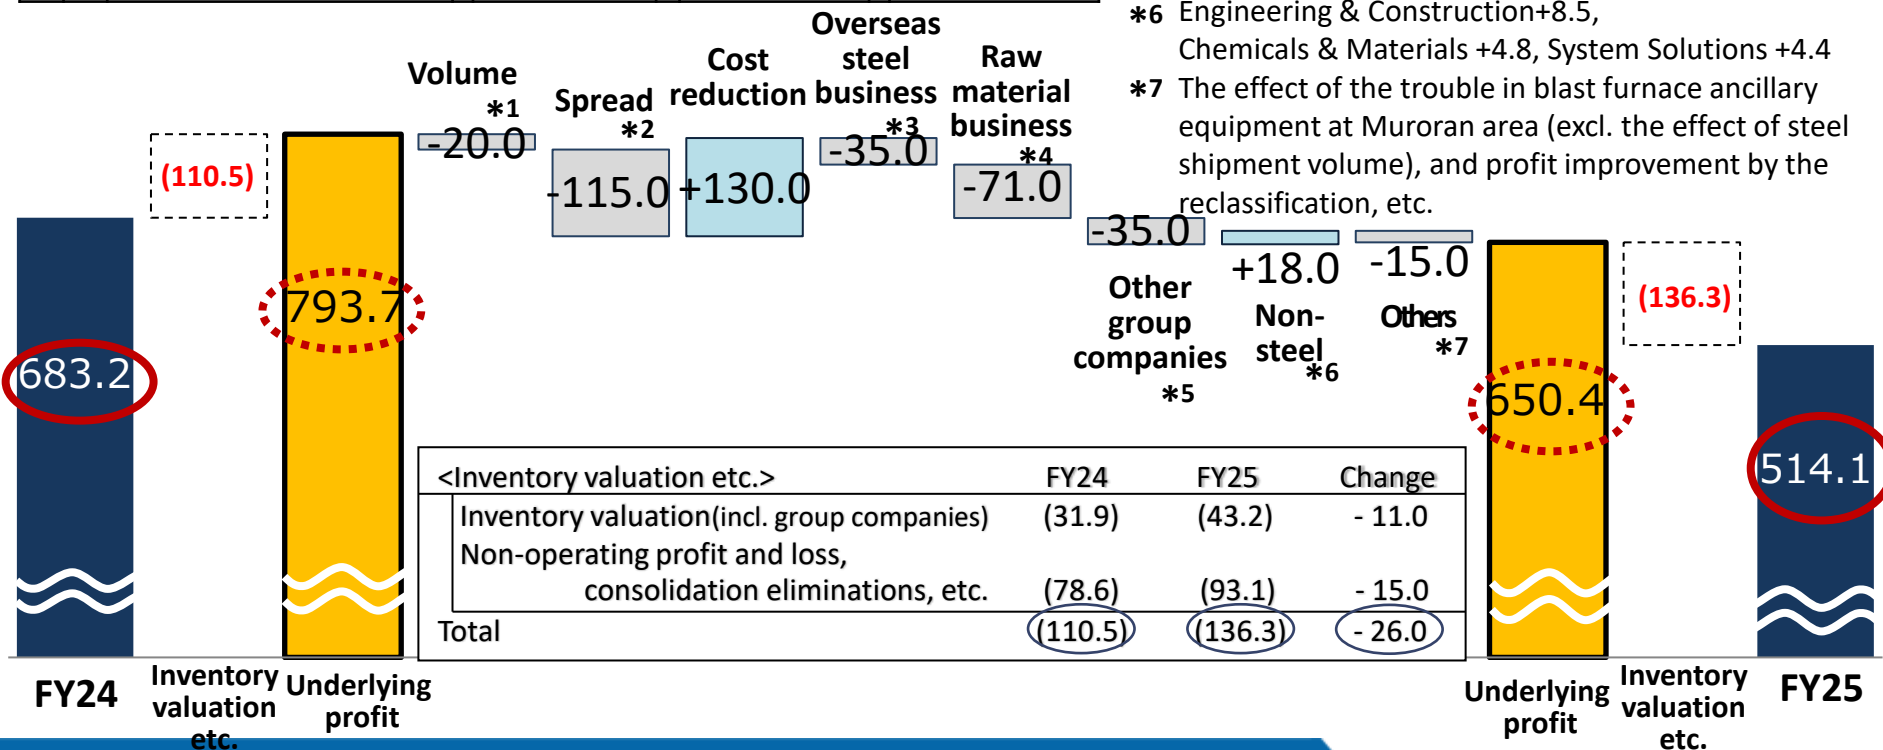 *6 Engineering & Construction+8.5,
Chemicals & Materials +4.8, System Solutions +4.4
*7 The effect of the trouble in blast furnace ancillary
equipment at Muroran area (excl. the effect of steel
shipment volume), and profit improvement by the
reclassification, etc.
Volume
*1
-20.0
Spread
*2
-115.0
Cost
reduction
+130.0
Overseas
steel
business
*3
-35.0
Raw
material
business
*4
-71.0
-35.0
Other
group
companies
*5
+18.0
Non-
steel
*6
-15.0
Others
*7
(110.5)
683.2
793.7
650.4
(136.3)
514.1
<Inventory valuation etc.> FY24 FY25 Change
Inventory valuation(incl. group companies) (31.9) (43.2) - 11.0
Non-operating profit and loss,
consolidation eliminations, etc. (78.6) (93.1) - 15.0
Total (110.5) (136.3) - 26.0
FY24
Inventory
valuation
etc.
Underlying
profit
Underlying
profit
Inventory
valuation
etc.
FY25